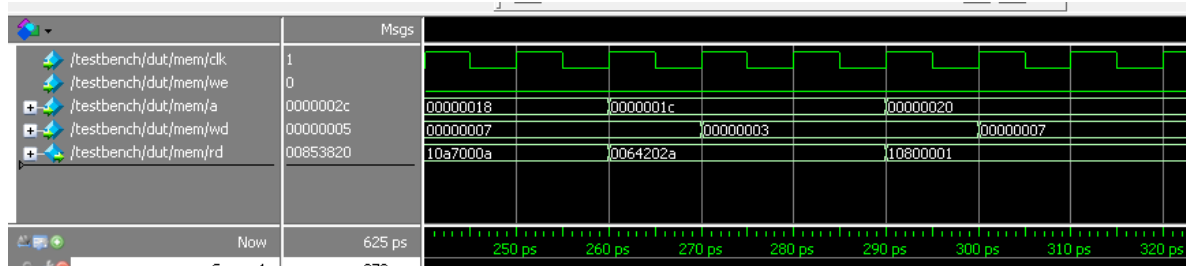 Msgs
/testbench/dut/mem/clk 1
/testbench/dut/mem/we 0
/testbench/dut/mem/a 0000002c 00000018 0000001c 00000020
/testbench/dut/mem/wd 00000005 00000007 00000003 00000007
/testbench/dut/mem/rd 00853820 10a7000a 0064202a 10800001
Now 625 ps 250 ps 260 ps 270 ps 280 ps 290 ps 300 ps 310 ps 320 ps